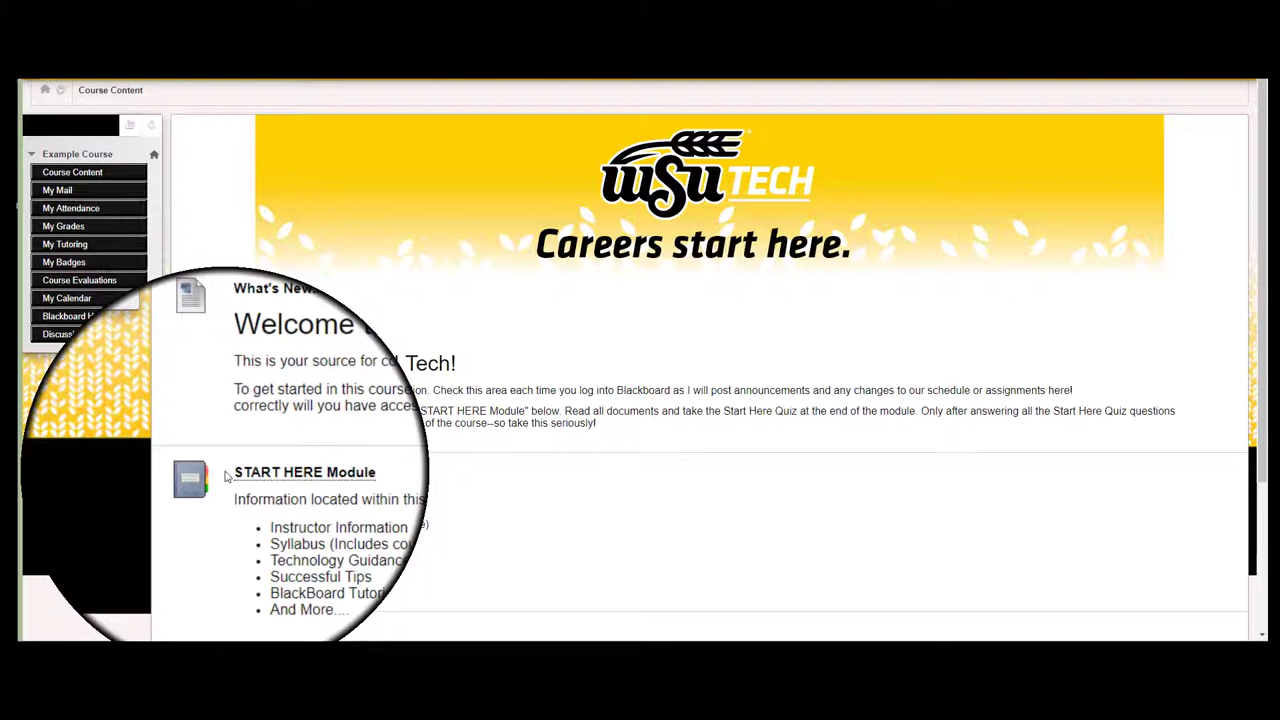 Course Content
WSU TECH
Careers start here.
Example Course
Course Content
My Mail
My Attendance
My Grades
My Tutoring
My Badges
Course Evaluations
My Calendar
Blackboard
What's New
Welcome
This is your source for Tech!
To get started in this course Check this area each time you log into Blackboard as I will post announcements and any changes to our schedule or assignments here!
correctly will you have START HERE Module" below. Read all documents and take the Start Here Quiz at the end of the module. Only after answering all the Start Here Quiz questions
of the course--so take this seriously!
START HERE Module
Information located within this
Instructor Information
Syllabus (Includes
Technology Guidance
Successful Tips
BlackBoard
And More....